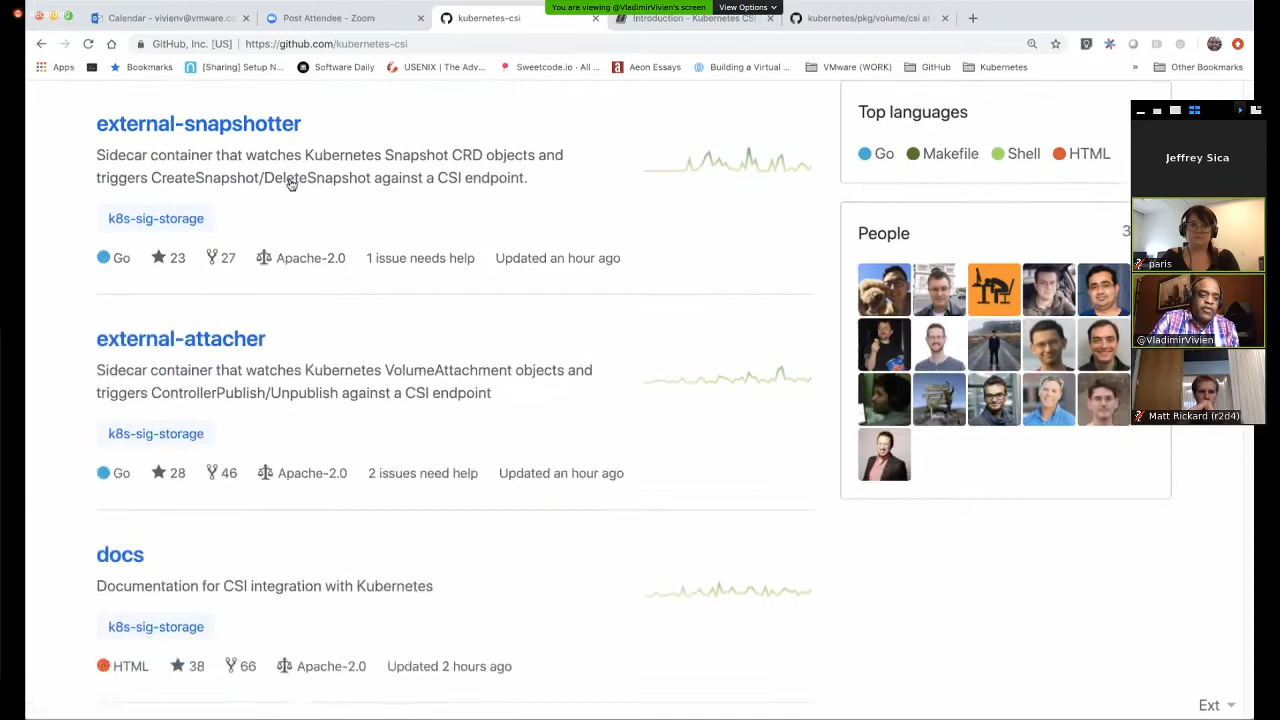 Recording
Calendar - vivienv@vmware.co
Post Attendee - Zoom
kubernetes-csi
You are viewing @VladimirVivien's screen
View Options
Introduction - Kubernetes CSI
kubernetes/pkg/volume/csi at
GitHub, Inc. [US] https://github.com/kubernetes-csi
Apps
Bookmarks
[Sharing] Setup N...
Software Daily
USENIX | The Adv...
Sweetcode.io · All ...
Aeon Essays
Building a Virtual ...
VMware (WORK)
GitHub
Kubernetes
»
Other Bookmarks
external-snapshotter
Sidecar container that watches Kubernetes Snapshot CRD objects and
triggers CreateSnapshot/DeleteSnapshot against a CSI endpoint.
k8s-sig-storage
Go 23 27 Apache-2.0 1 issue needs help Updated an hour ago
external-attacher
Sidecar container that watches Kubernetes VolumeAttachment objects and
triggers ControllerPublish/Unpublish against a CSI endpoint
k8s-sig-storage
Go 28 46 Apache-2.0 2 issues need help Updated an hour ago
docs
Documentation for CSI integration with Kubernetes
k8s-sig-storage
HTML 38 66 Apache-2.0 Updated 2 hours ago
Top languages
Go Makefile Shell HTML
People
3
Jeffrey Sica
paris
@VladimirVivien
Matt Rickard (r2d4)
Ext